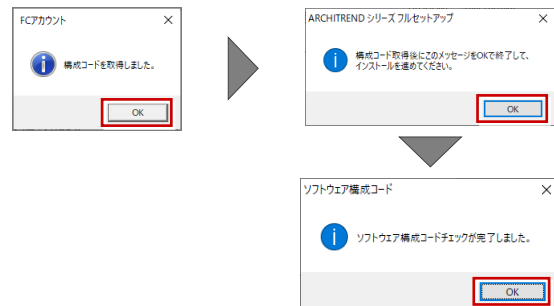 FCアカウント
構成コードを取得しました。
OK
ARCHITREND シリーズ フルセットアップ
構成コード取得後にこのメッセージをOKで終了して、
インストールを進めてください。
OK
ソフトウェア構成コード
ソフトウェア構成コードチェックが完了しました。
OK